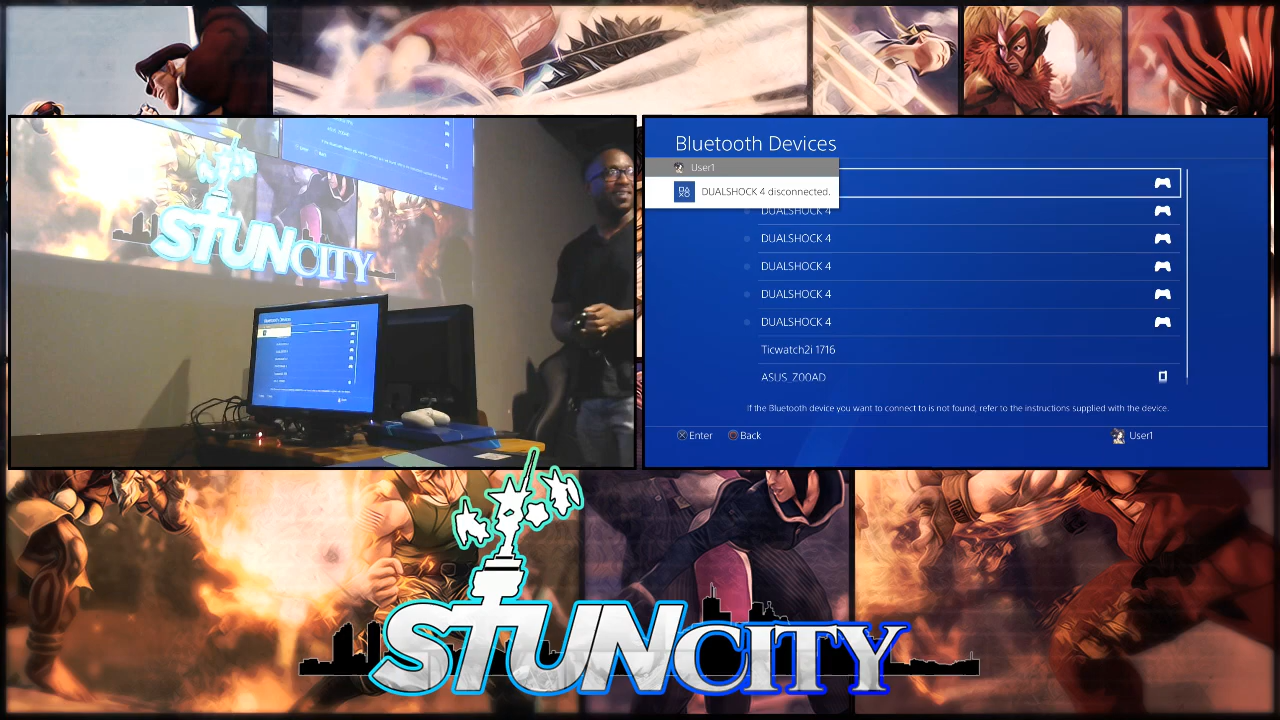 Bluetooth Devices
User1
DUALSHOCK 4 disconnected.
DUALSHOCK 4
DUALSHOCK 4
DUALSHOCK 4
DUALSHOCK 4
DUALSHOCK 4
Ticwatch2i 1716
ASUS_Z00AD
If the Bluetooth device you want to connect to is not found, refer to the instructions supplied with the device.
Enter
Back
User1
STUNCITY
Bluetooth Devices
STUNCITY